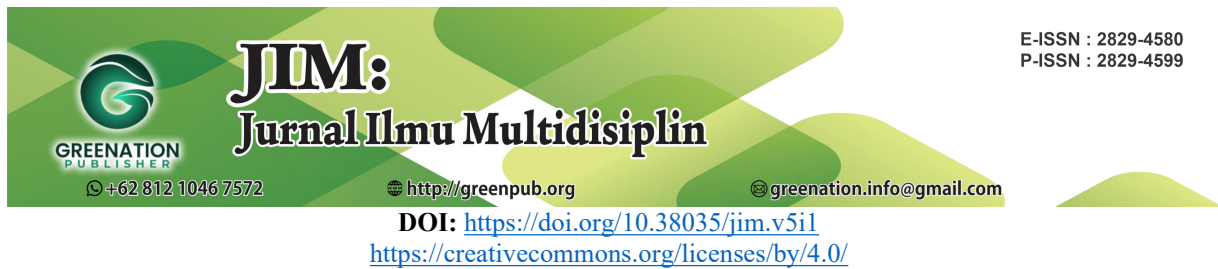 E-ISSN : 2829-4580
P-ISSN : 2829-4599
JIM:
Jurnal Ilmu Multidisiplin
GREENATION
PUBLISHER
+62 812 1046 7572
http://greenpub.org
greenation.info@gmail.com
DOI: https://doi.org/10.38035/jim.v5i1
https://creativecommons.org/licenses/by/4.0/